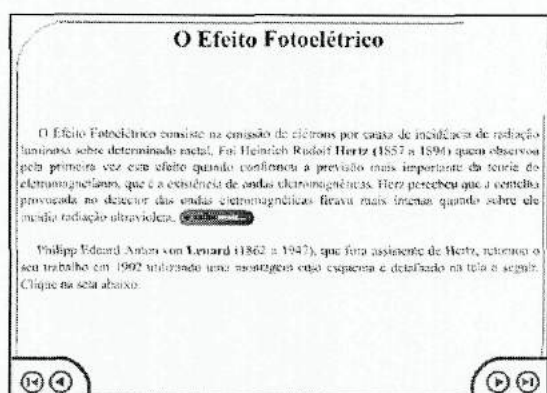 O Efeito Fotoelétrico
O Efeito Fotoelétrico consiste na emissão de elétrons por causa de incidência de radiação
luminosa sobre determinado metal. Foi Heinrich Rudolf Hertz (1857 a 1894) quem observou
pela primeira vez este efeito quando confirmou a previsão mais importante da teoria do
eletromagnetismo, que é a existência de ondas eletromagnéticas. Herz percebeu que a centelha
provocada no detector das ondas eletromagnéticas ficava mais intensa quando sobre ele
incidia radiação ultravioleta.
Philipp Eduard Anton von Lenard (1862 a 1947), que fora assistente de Hertz, retomou o
seu trabalho em 1902 utilizando uma montagem cujo esquema é detalhado na tela a seguir.
Clique na seta abaixo.